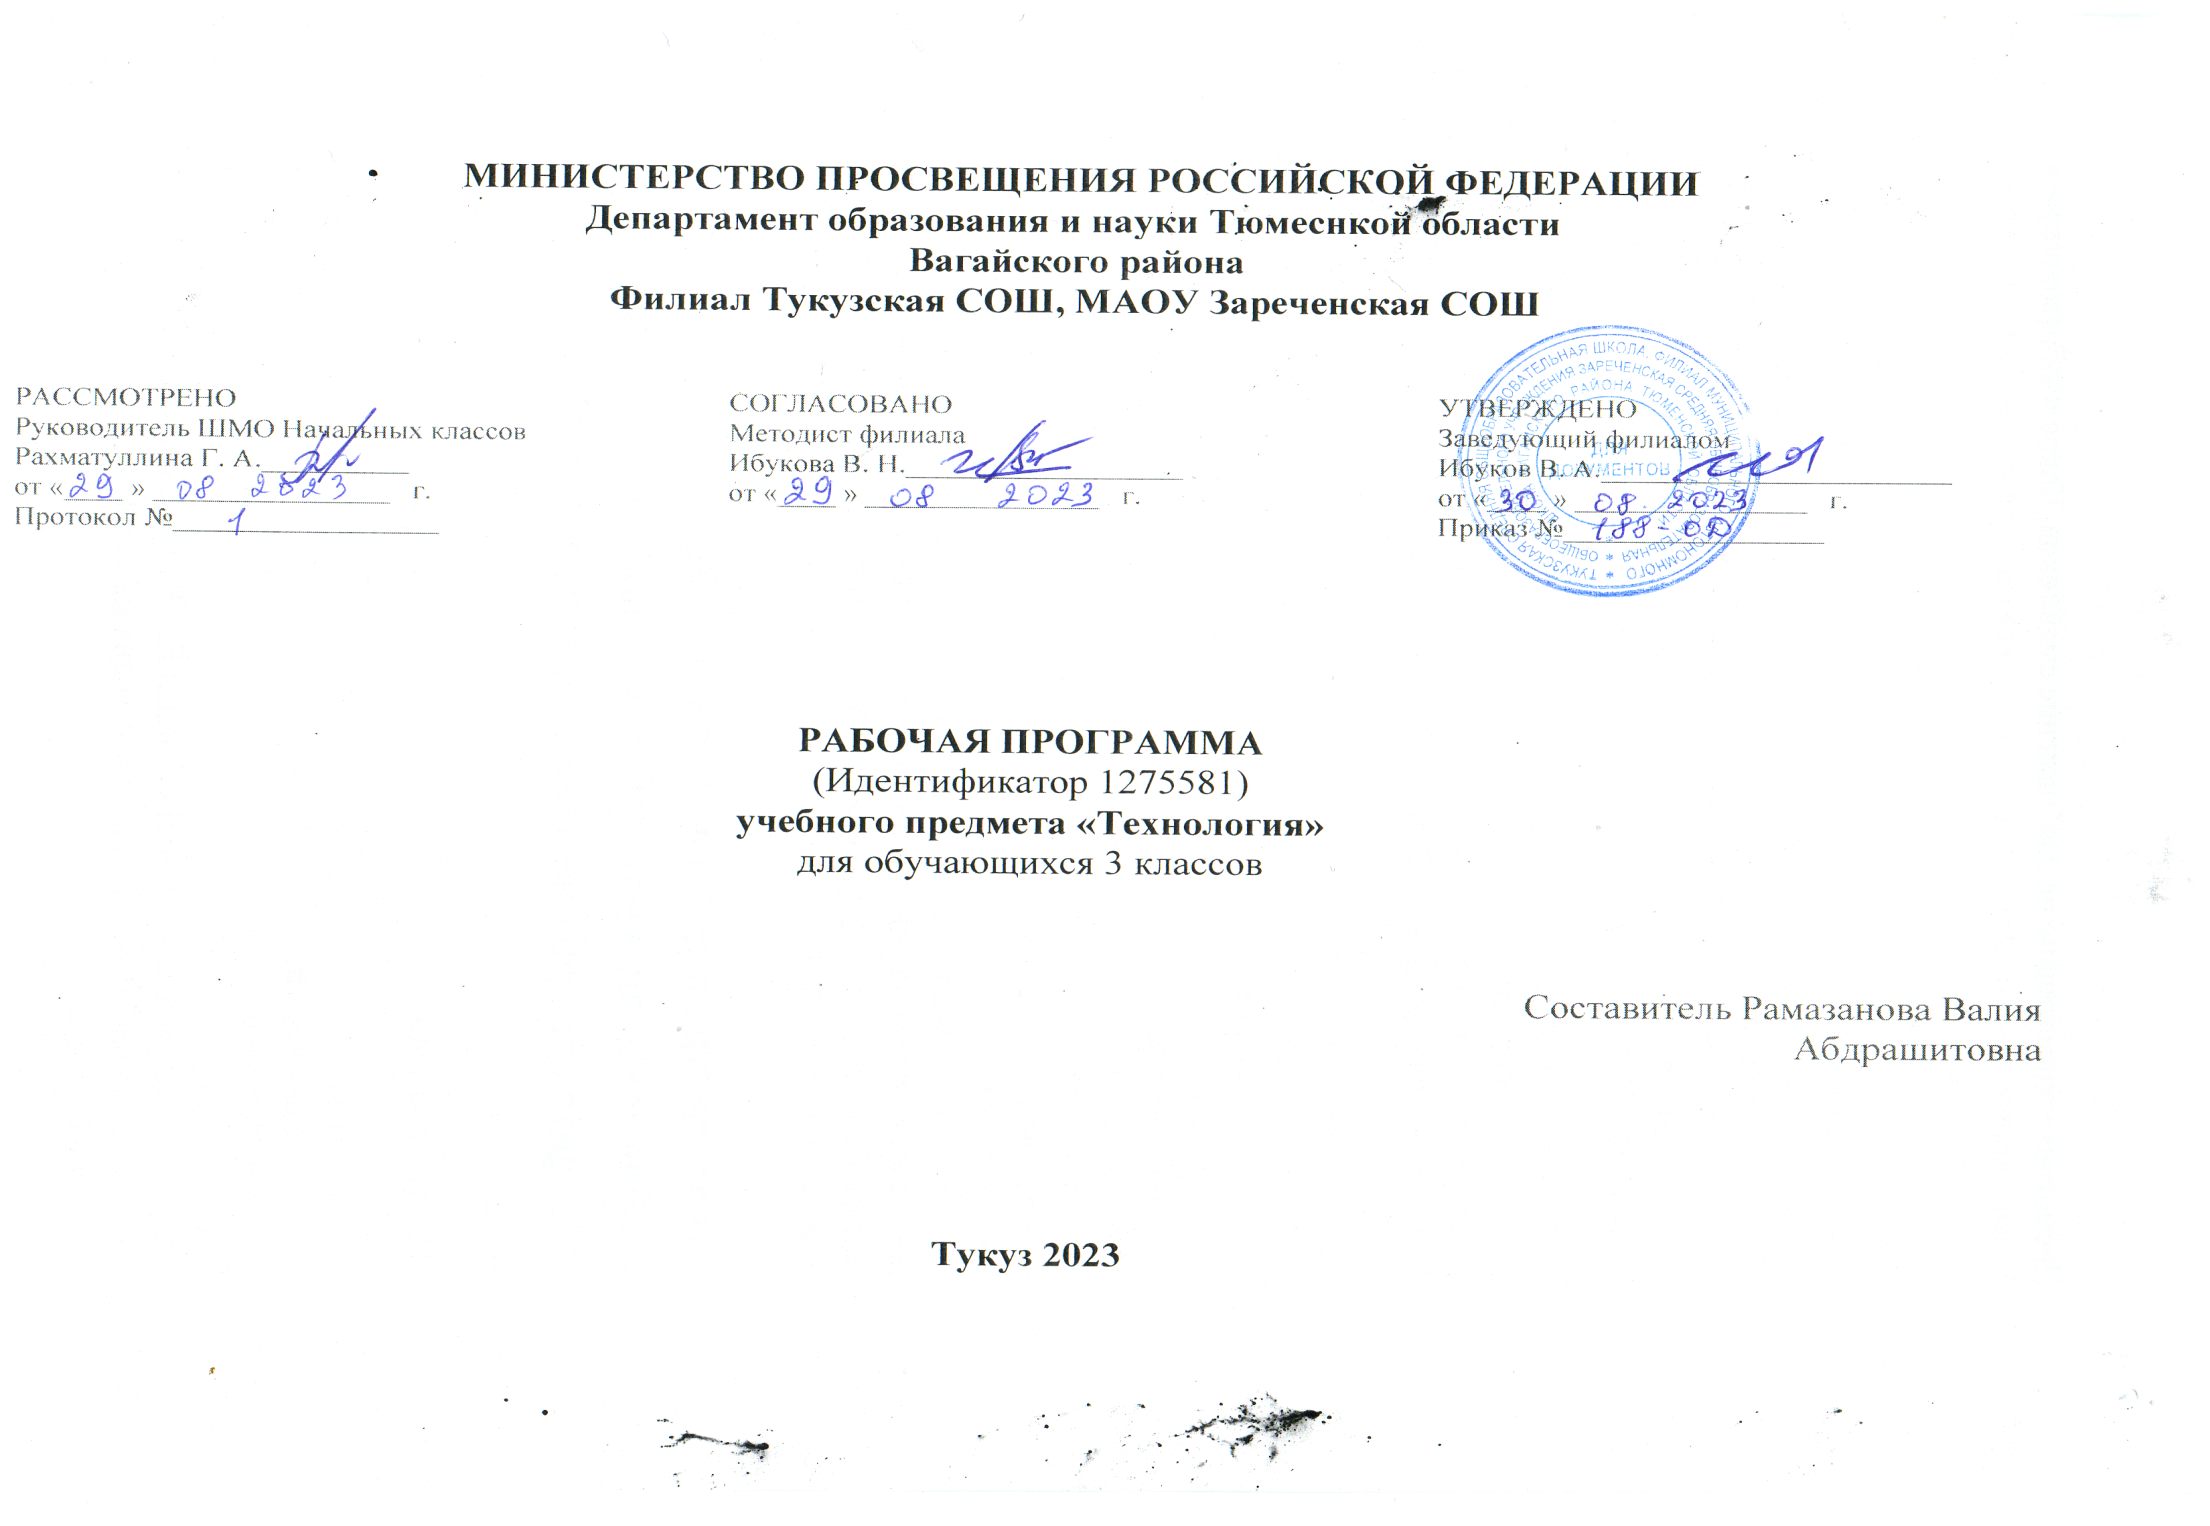 МИНИСТЕРСТВО ПРОСВЕЩЕНИЯ РОССИЙСКОЙ ФЕДЕРАЦИИ
Департамент образования и науки Тюмеснкой области
Вагайского района
Филиал Тукузская СОШ, МАОУ Зареченская СОШ
РАССМОТРЕНО
Руководитель ШМО Начальных классов
Рахматуллина Г. А.
от «29» 08 2023 г.
Протокол № 1
СОГЛАСОВАНО
Методист филиала
Ибукова В. Н.
от «29» 08 2023 г.
УТВЕРЖДЕНО
Заведующий филиалом
Ибуков В. А.
от «30» 08 2023 г.
Приказ № 188-ОД
ДЛЯ
ДОКУМЕНТОВ
РАБОЧАЯ ПРОГРАММА
(Идентификатор 1275581)
учебного предмета «Технология»
для обучающихся 3 классов
Составитель Рамазанова Валия
Абдрашитовна
Тукуз 2023